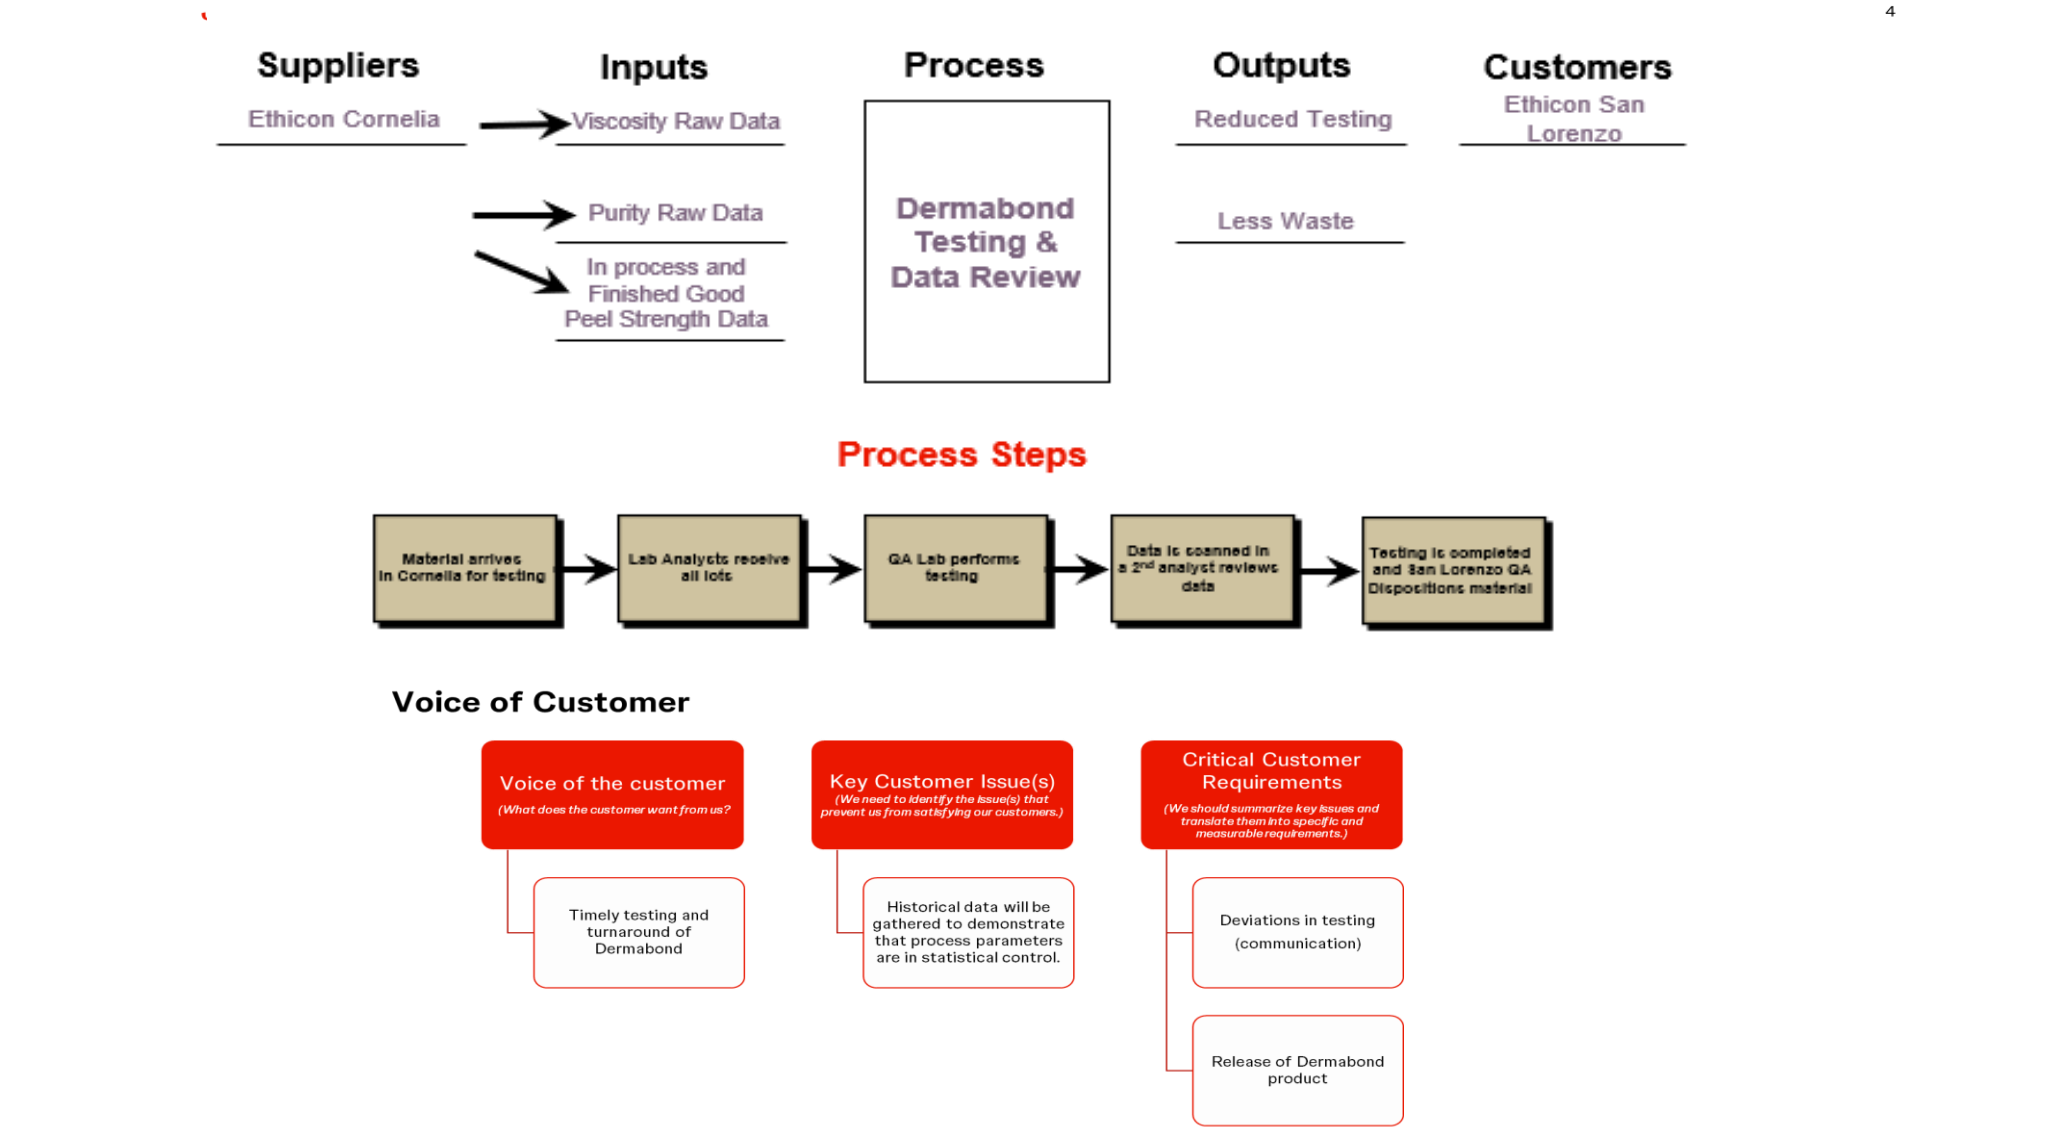 4
Suppliers
Inputs
Process
Outputs
Customers
Ethicon Cornelia
Viscosity Raw Data
Purity Raw Data
In process and
Finished Good
Peel Strength Data
Dermabond
Testing &
Data Review
Reduced Testing
Less Waste
Ethicon San
Lorenzo
Process Steps
Material arrives
in Cornelia for testing
Lab Analysts receive
all lots
QA Lab performs
testing
Data is scanned in
a 2nd analyst reviews
data
Testing is completed
and San Lorenzo QA
Dispositions material
Voice of Customer
Voice of the customer
(What does the customer want from us?
Timely testing and
turnaround of
Dermabond
Key Customer Issue(s)
(We need to identify the issue(s) that
prevent us from satisfying our customers.)
Historical data will be
gathered to demonstrate
that process parameters
are in statistical control.
Critical Customer
Requirements
(We should summarize key issues and
translate them into specific and
measurable requirements.)
Deviations in testing
(communication)
Release of Dermabond
product